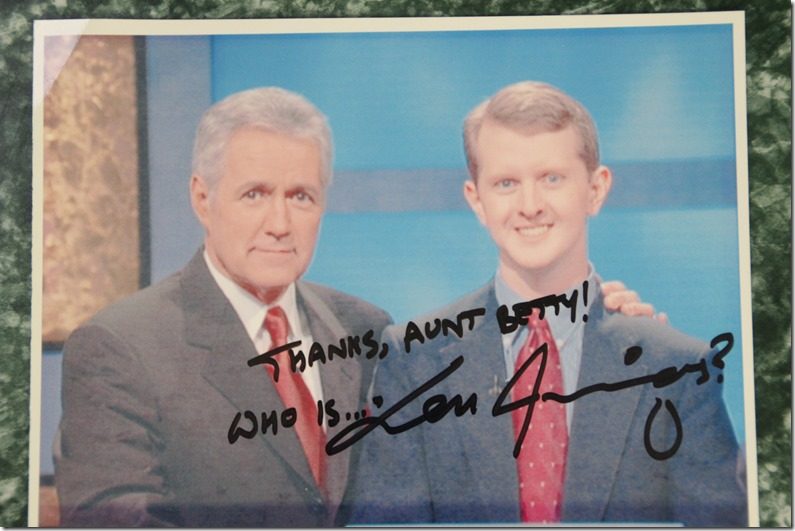 THANKS, AUNT BETTY!
WHO IS...: Ken Jennings?